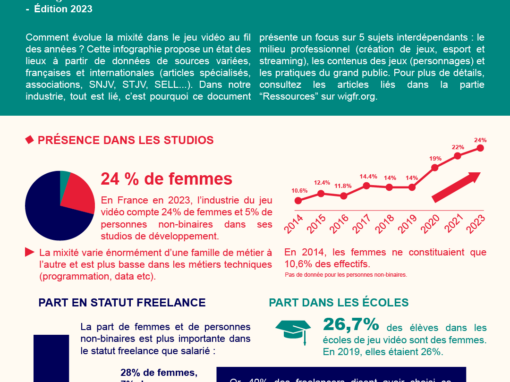 - Édition 2023
Comment évolue la mixité dans le jeu vidéo au fil
des années ? Cette infographie propose un état des
lieux à partir de données de sources variées,
françaises et internationales (articles spécialisés,
associations, SNJV, STJV, SELL...). Dans notre
industrie, tout est lié, c'est pourquoi ce document
présente un focus sur 5 sujets interdépendants : le
milieu professionnel (création de jeux, esport et
streaming), les contenus des jeux (personnages) et
les pratiques du grand public. Pour plus de détails,
consultez les articles liés dans la partie
“Ressources” sur wigfr.org.
PRÉSENCE DANS LES STUDIOS
24 % de femmes
En France en 2023, l'industrie du jeu
vidéo compte 24% de femmes et 5% de
personnes non-binaires dans ses
studios de développement.
La mixité varie énormément d'une famille de métier à
l'autre et est plus basse dans les métiers techniques
(programmation, data etc).
10,6% 12.4% 11.8% 14.4% 14% 14% 19% 22% 24%
2014 2015 2016 2017 2018 2019 2020 2021 2023
En 2014, les femmes ne constituaient que
10,6% des effectifs.
Pas de donnée pour les personnes non-binaires.
PART EN STATUT FREELANCE
La part de femmes et de personnes
non-binaires est plus importante dans
le statut freelance que salarié :
28% de femmes,
PART DANS LES ÉCOLES
26,7% des élèves dans les
écoles de jeu vidéo sont des femmes.
En 2019, elles étaient 26%.